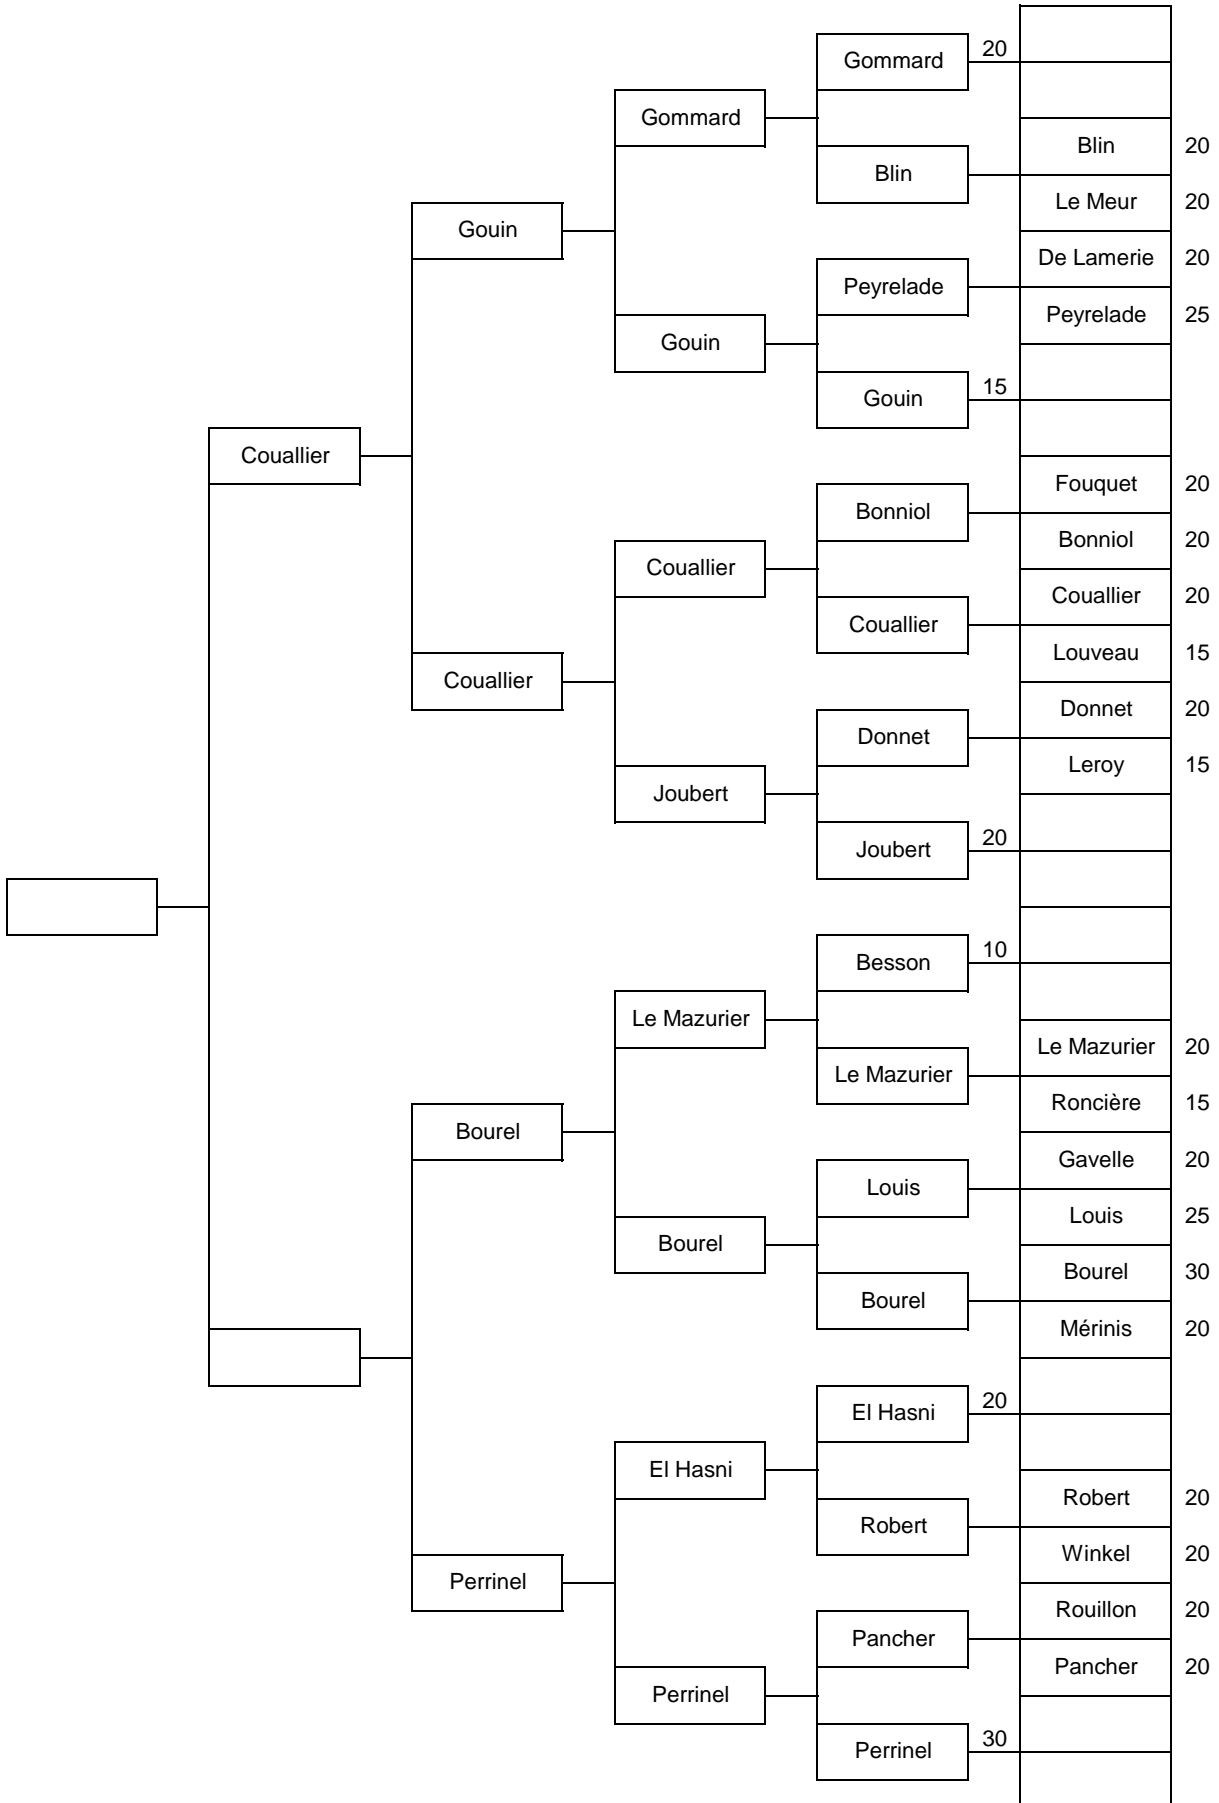 Gommard 20
Gommard
Blin 20
Blin
Le Meur 20
Gouin
De Lamerie 20
Peyrelade
Peyrelade 25
Gouin
Gouin 15
Couallier
Fouquet 20
Bonniol
Bonniol 20
Couallier
Couallier 20
Couallier
Louveau 15
Couallier
Donnet 20
Donnet
Leroy 15
Joubert
Joubert 20
Besson 10
Le Mazurier
Le Mazurier 20
Le Mazurier
Roncière 15
Bourel
Gavelle 20
Louis
Louis 25
Bourel
Bourel 30
Bourel
Mérinis 20
El Hasni 20
El Hasni
Robert 20
Robert
Winkel 20
Perrinel
Rouillon 20
Pancher
Pancher 20
Perrinel
Perrinel 30